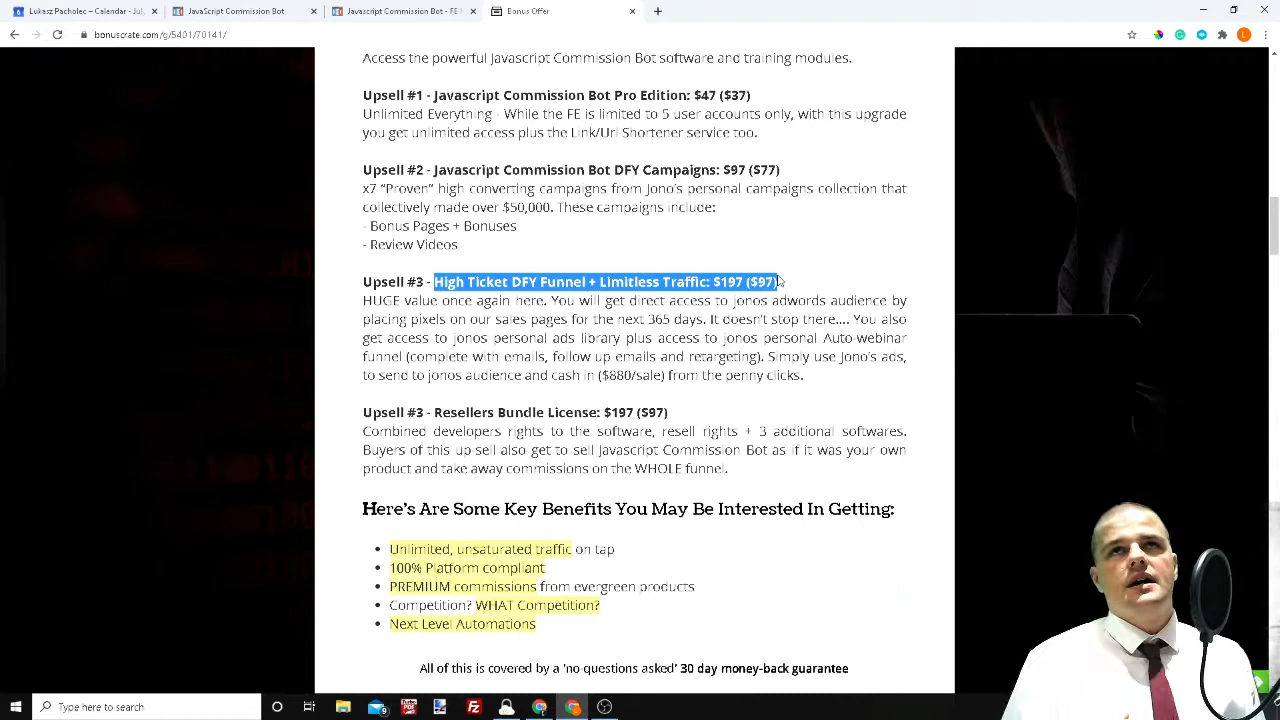 Lukasz Pacholec – Calendar - July
JavaScript Commission Bot
Javascript Commission Bot - FE
Bonus Offer
bonuscrate.com/g/5401/70141/
L
Access the powerful Javascript Commission Bot software and training modules.
Upsell #1 - Javascript Commission Bot Pro Edition: $47 ($37)
Unlimited Everything - While the FE is limited to 5 user accounts only, with this upgrade
you get unlimited access plus the Link/Url Shortener service too.
Upsell #2 - Javascript Commission Bot DFY Campaigns: $97 ($77)
x7 “Proven” high converting campaigns from Jono’s personal campaigns collection that
collectively made over $50,000. These campaigns include:
- Bonus Pages + Bonuses
- Review Videos
Upsell #3 - High Ticket DFY Funnel + Limitless Traffic: $197 ($97)
HUGE value once again here. You will get direct access to jonos adwords audience by
placing pixels on our sales pages for the next 365 days. It doesn’t stop there…. You also
get access to jonos personal ads library plus access to jonos personal Auto-webinar
funnel (complete with emails, follow up emails and retargeting). Simply use Jono’s ads,
to send to jonos audience and cash in ($880/sale) from the penny clicks.
Upsell #3 - Resellers Bundle License: $197 ($97)
Combined developers rights to the software, resell rights + 3 additional softwares.
Buyers of this up-sell also get to sell Javascript Commission Bot as if it was your own
product and take away commissions on the WHOLE funnel.
Here’s Are Some Key Benefits You May Be Interested In Getting:
• Unlimited, unsaturated traffic on tap
• 100% Platform compliant
• PREMIUM commissions from evergreen products
• Competition? WHAT Competition?
• Next Level Automations
All of this is covered by a ‘no-questions asked’ 30 day money-back guarantee
Type here to search